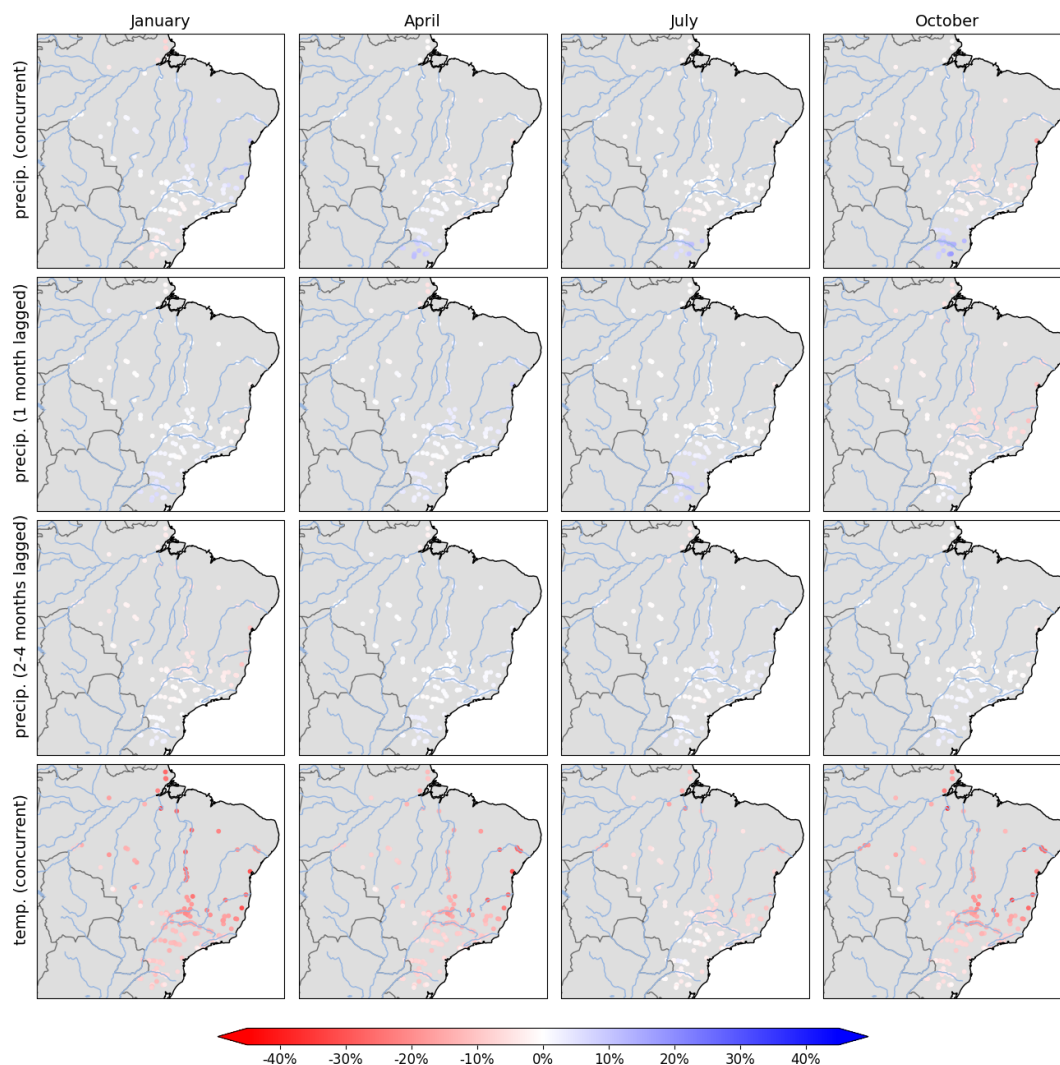 January April July October
precip. (concurrent)
precip. (1 month lagged)
precip. (2-4 months lagged)
temp. (concurrent)
-40% -30% -20% -10% 0% 10% 20% 30% 40%